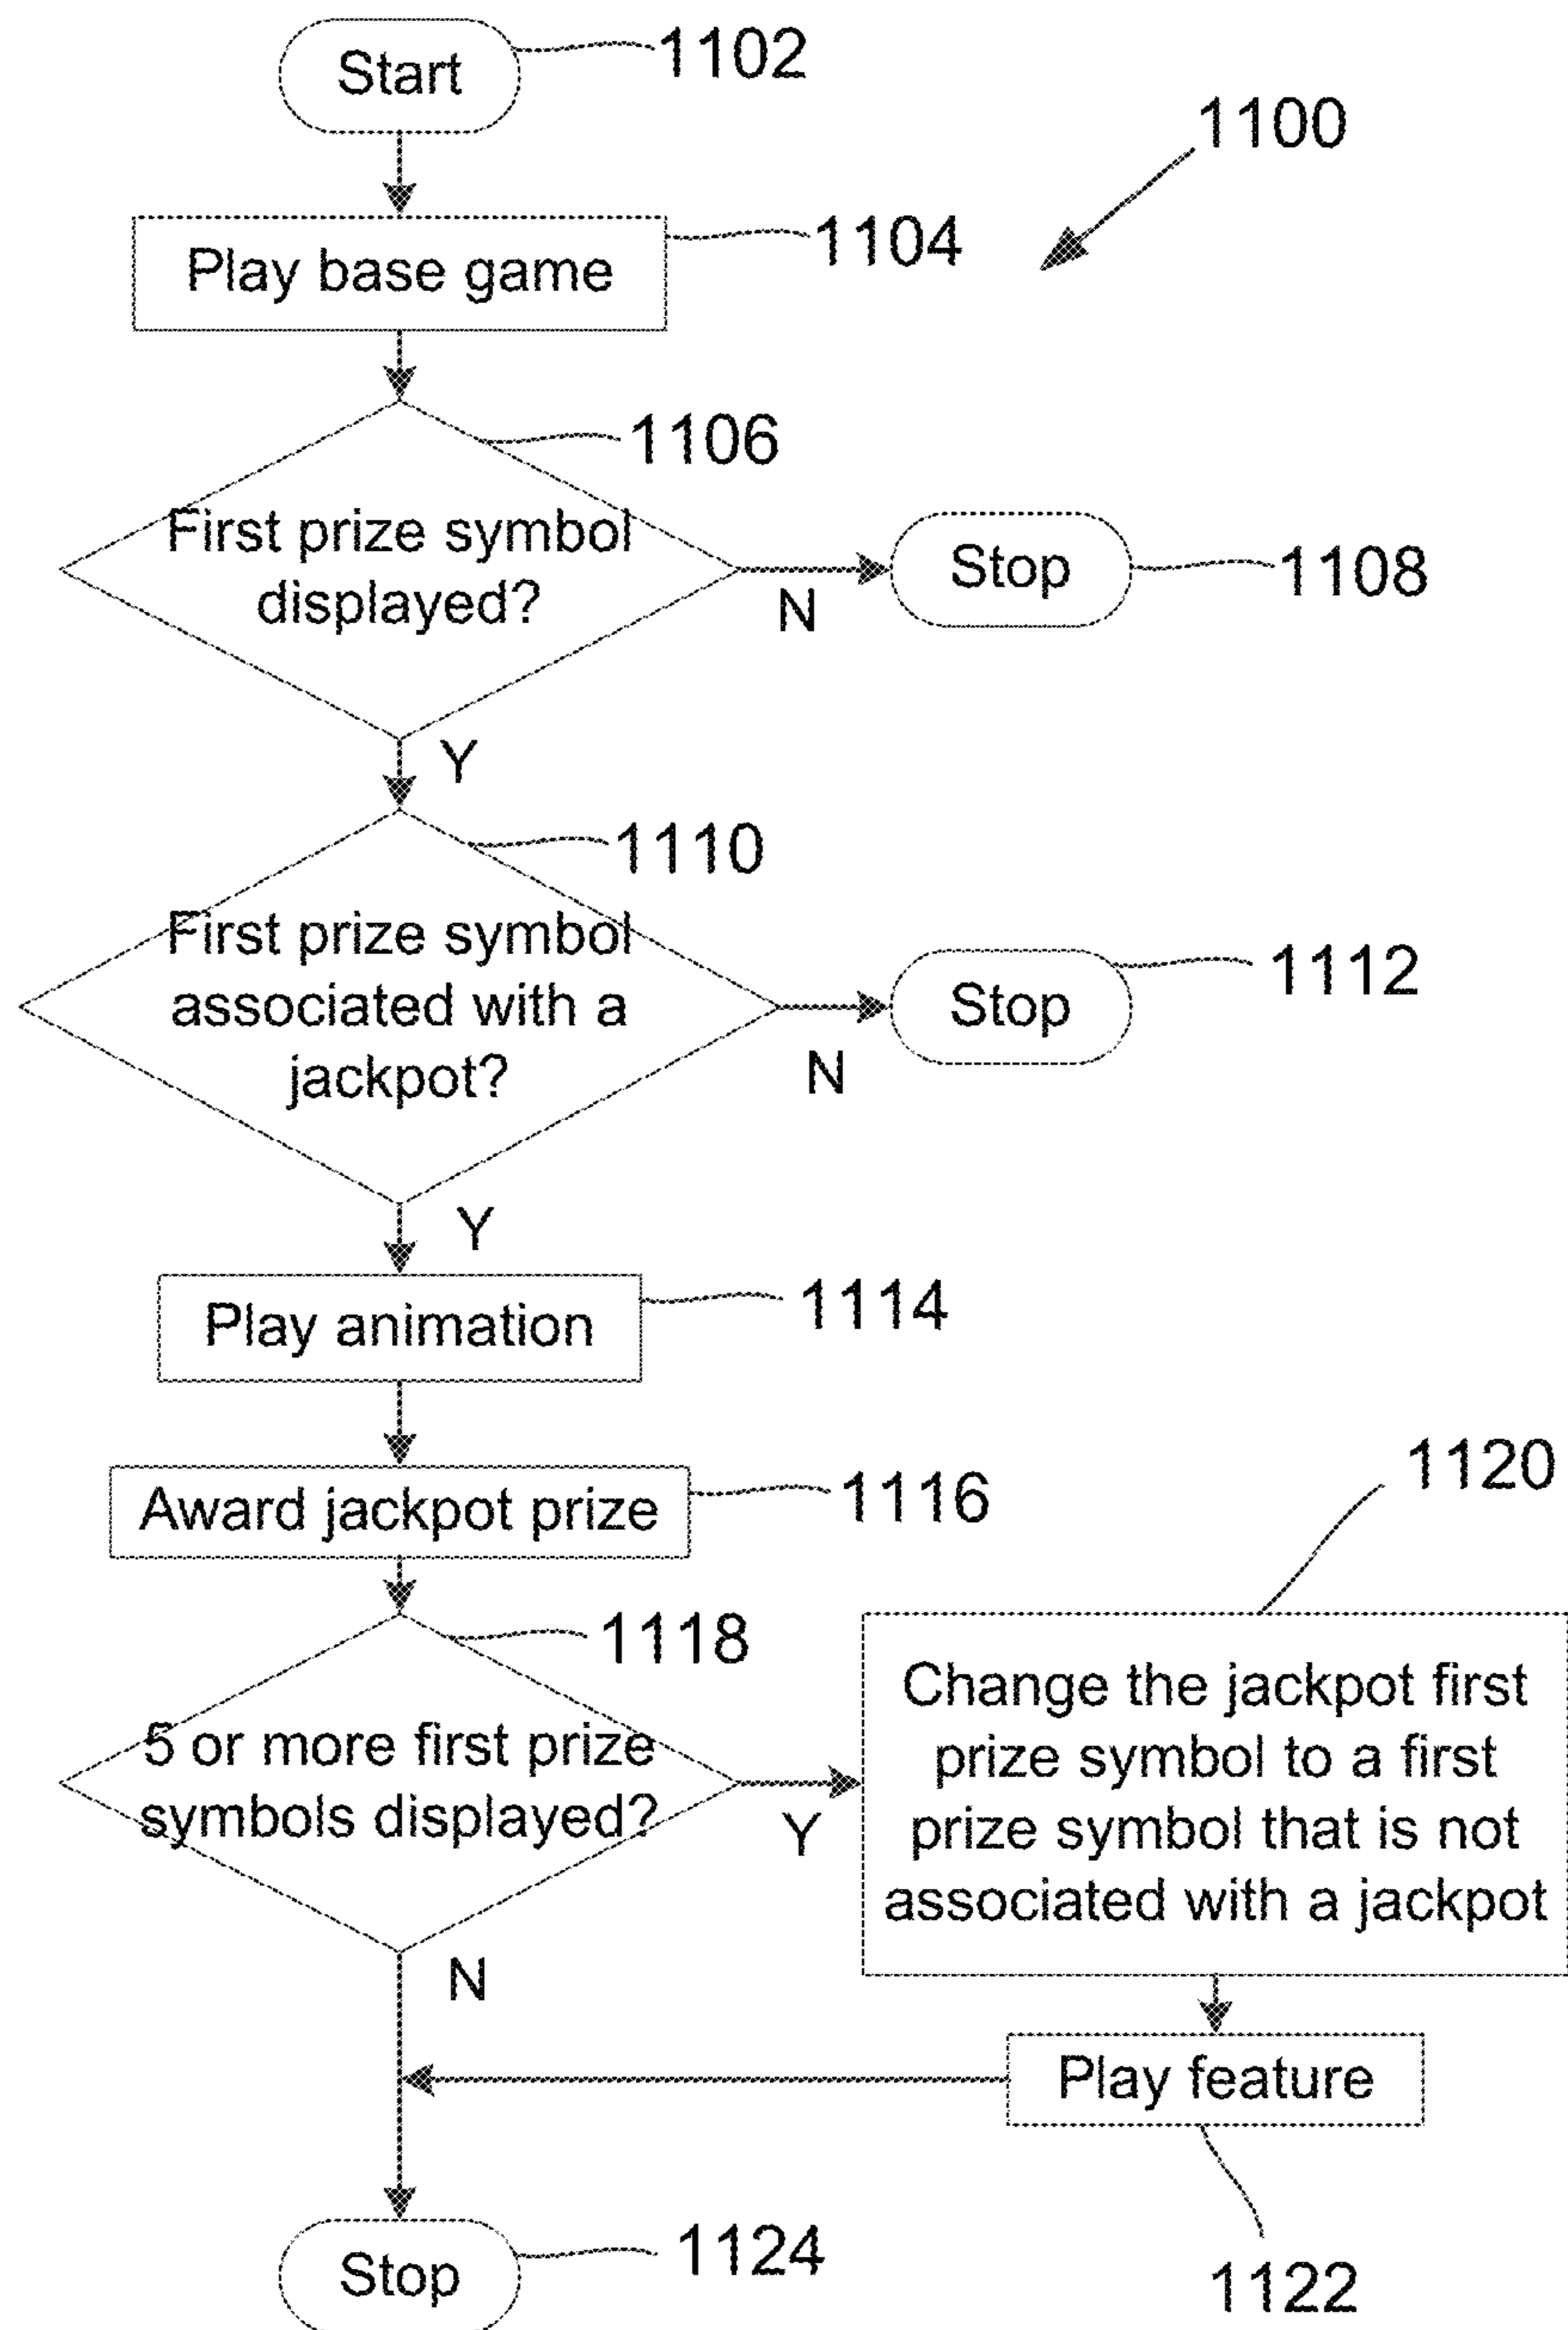 Start
1102
1100
Play base game
1104
1106
First prize symbol
displayed?
N
Stop
1108
Y
1110
First prize symbol
associated with a
jackpot?
N
Stop
1112
Y
Play animation
1114
Award jackpot prize
1116
1118
5 or more first prize
symbols displayed?
Y
N
1120
Change the jackpot first
prize symbol to a first
prize symbol that is not
associated with a jackpot
Play feature
1122
Stop
1124